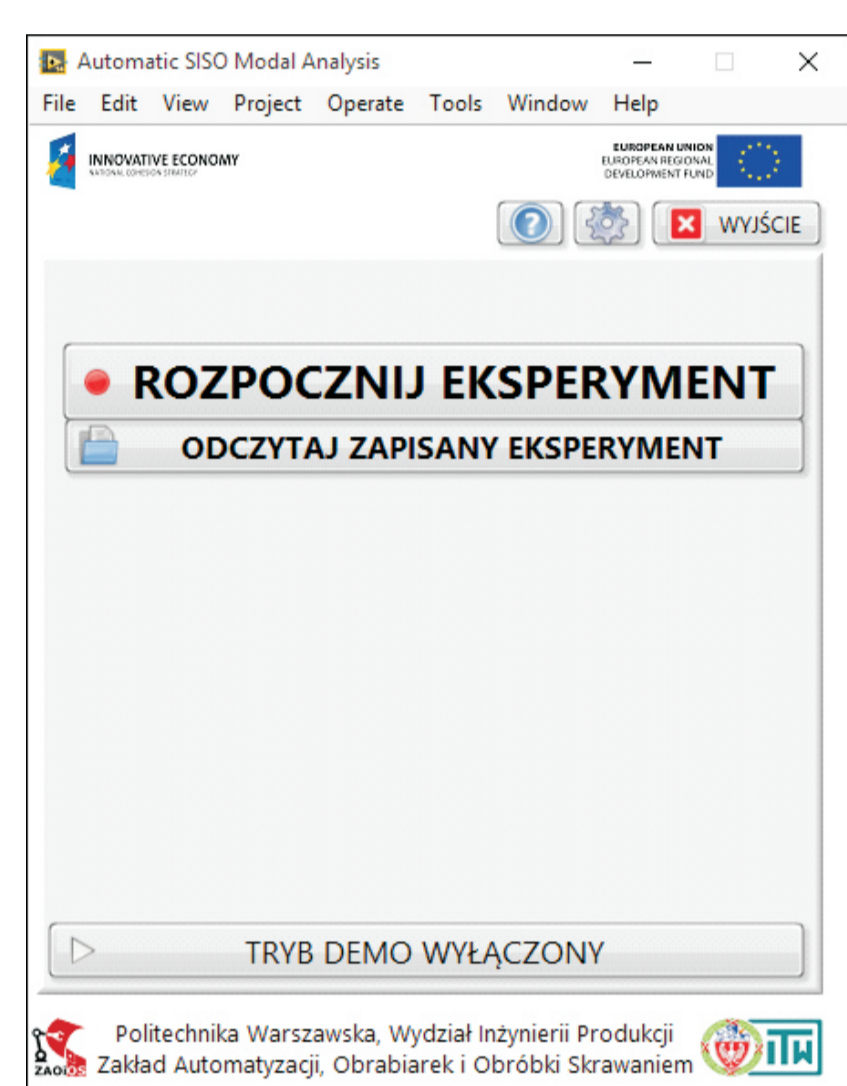 Automatic SISO Modal Analysis
File Edit View Project Operate Tools Window Help
INNOVATIVE ECONOMY
NATIONAL COHESION STRATEGY
EUROPEAN UNION
EUROPEAN REGIONAL
DEVELOPMENT FUND
WYJŚCIE
ROZPOCZNIJ EKSPERYMENT
ODCZYTAJ ZAPISANY EKSPERYMENT
TRYB DEMO WYŁĄCZONY
Politechnika Warszawska, Wydział Inżynierii Produkcji
Zakład Automatyzacji, Obrabiarek i Obróbki Skrawaniem
ZAOiOS
iTW